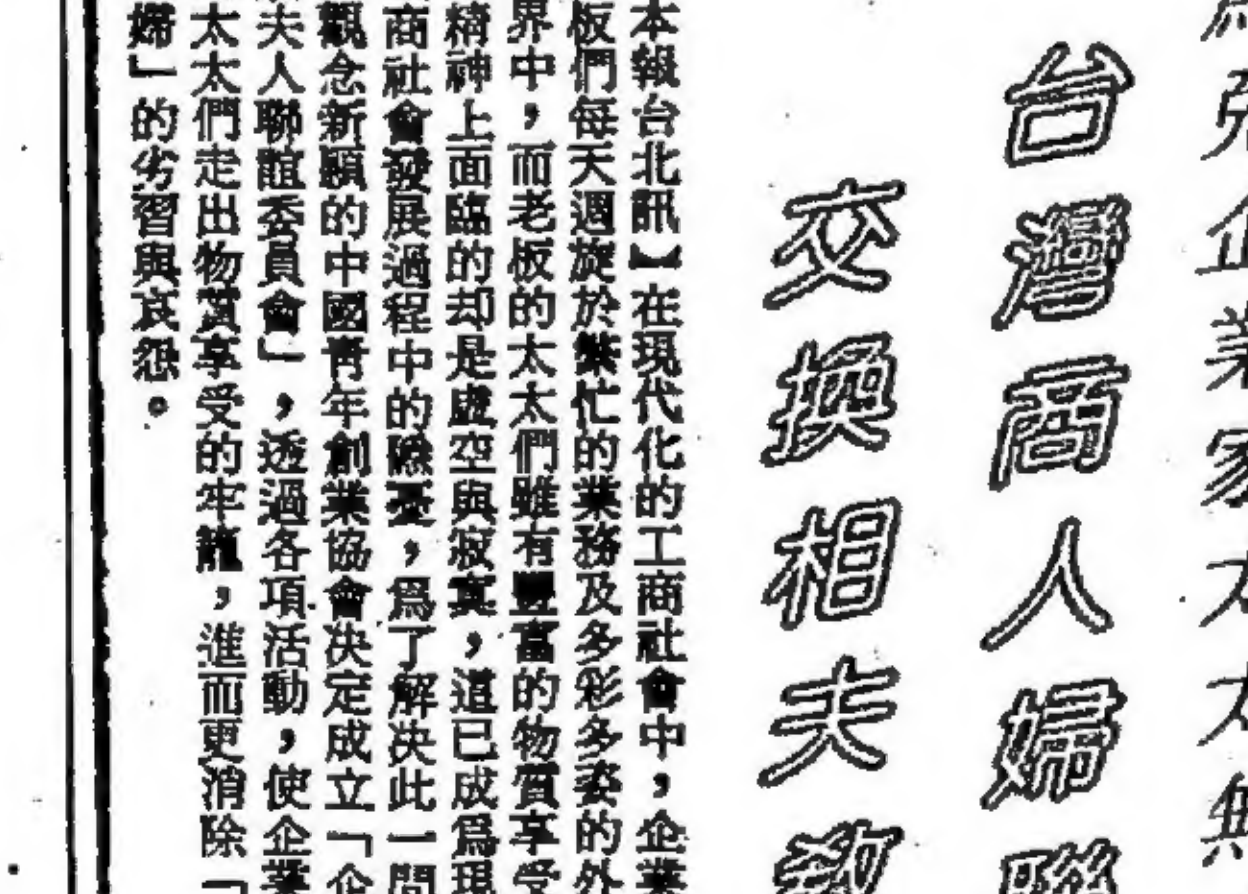 企業家太太無
台灣商人婦聯
交換相夫教
本報台北訊】在現代化的工商社會中，企業
板們每天週旋於繁忙的業務及多彩多姿的外
界中，而老板的太太們雖有豐富的物質享受
精神上面臨的却是虛空與寂寞，這已成爲現
商社會發展過程中的隱憂，爲了解決此一問
觀念新穎的中國靑年創業協會決定成立「企
夫人聯誼委員會」，透過各項活動，使企業
太太們走出物質享受的牢籠，進而更消除「
婦」的劣習與哀怨。